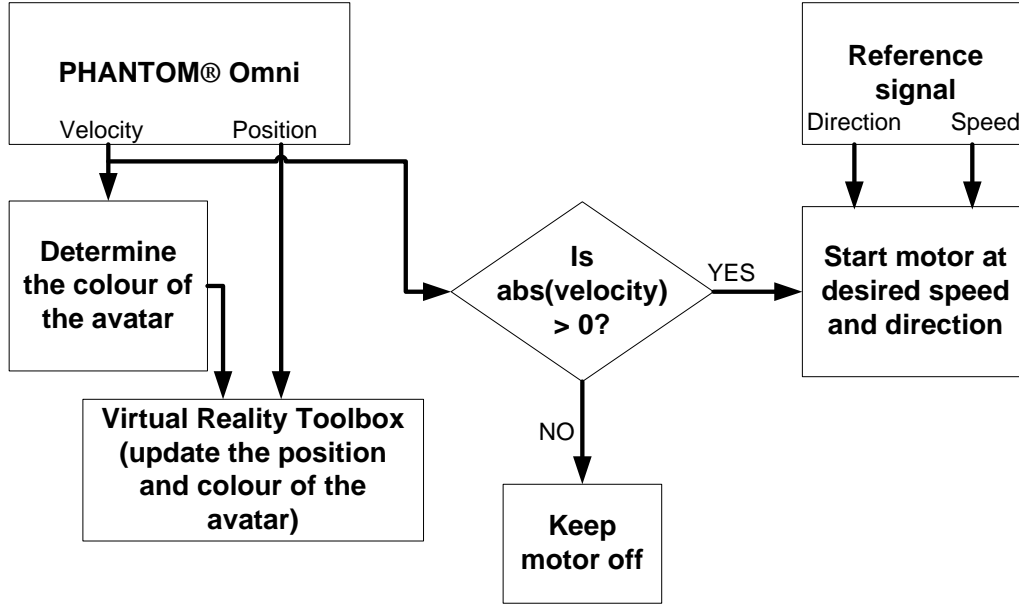 PHANTOM® Omni
Velocity
Position
Reference
signal
Direction
Speed
Determine
the colour of
the avatar
Is
abs(velocity)
> 0?
YES
Start motor at
desired speed
and direction
Virtual Reality Toolbox
(update the position
and colour of the
avatar)
NO
Keep
motor off